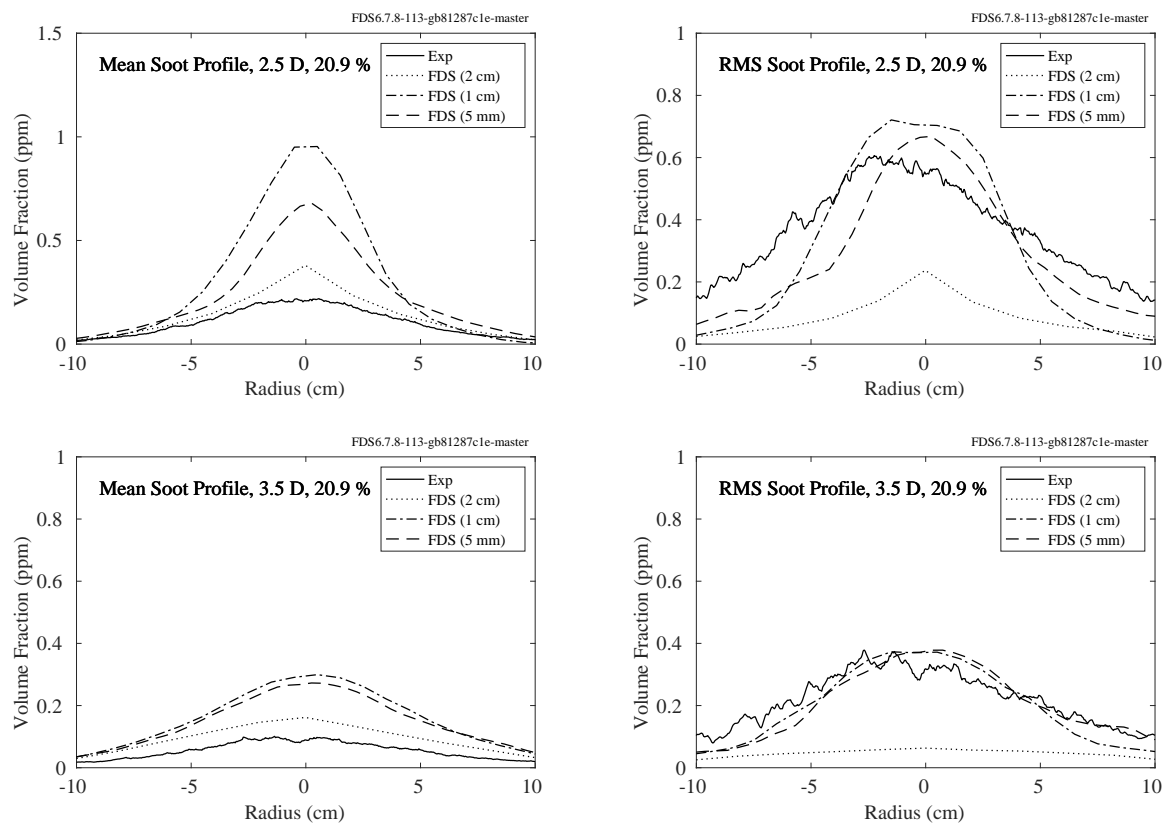 FDS6.7.8-113-gb81287c1e-master
1.5
1
0.5
0
Volume Fraction (ppm)
Mean Soot Profile, 2.5 D, 20.9 %
Exp
FDS (2 cm)
FDS (1 cm)
FDS (5 mm)
-10 -5 0 5 10
Radius (cm)
FDS6.7.8-113-gb81287c1e-master
1
0.8
0.6
0.4
0.2
0
Volume Fraction (ppm)
RMS Soot Profile, 2.5 D, 20.9 %
Exp
FDS (2 cm)
FDS (1 cm)
FDS (5 mm)
-10 -5 0 5 10
Radius (cm)
FDS6.7.8-113-gb81287c1e-master
1
0.8
0.6
0.4
0.2
0
Volume Fraction (ppm)
Mean Soot Profile, 3.5 D, 20.9 %
Exp
FDS (2 cm)
FDS (1 cm)
FDS (5 mm)
-10 -5 0 5 10
Radius (cm)
FDS6.7.8-113-gb81287c1e-master
1
0.8
0.6
0.4
0.2
0
Volume Fraction (ppm)
RMS Soot Profile, 3.5 D, 20.9 %
Exp
FDS (2 cm)
FDS (1 cm)
FDS (5 mm)
-10 -5 0 5 10
Radius (cm)